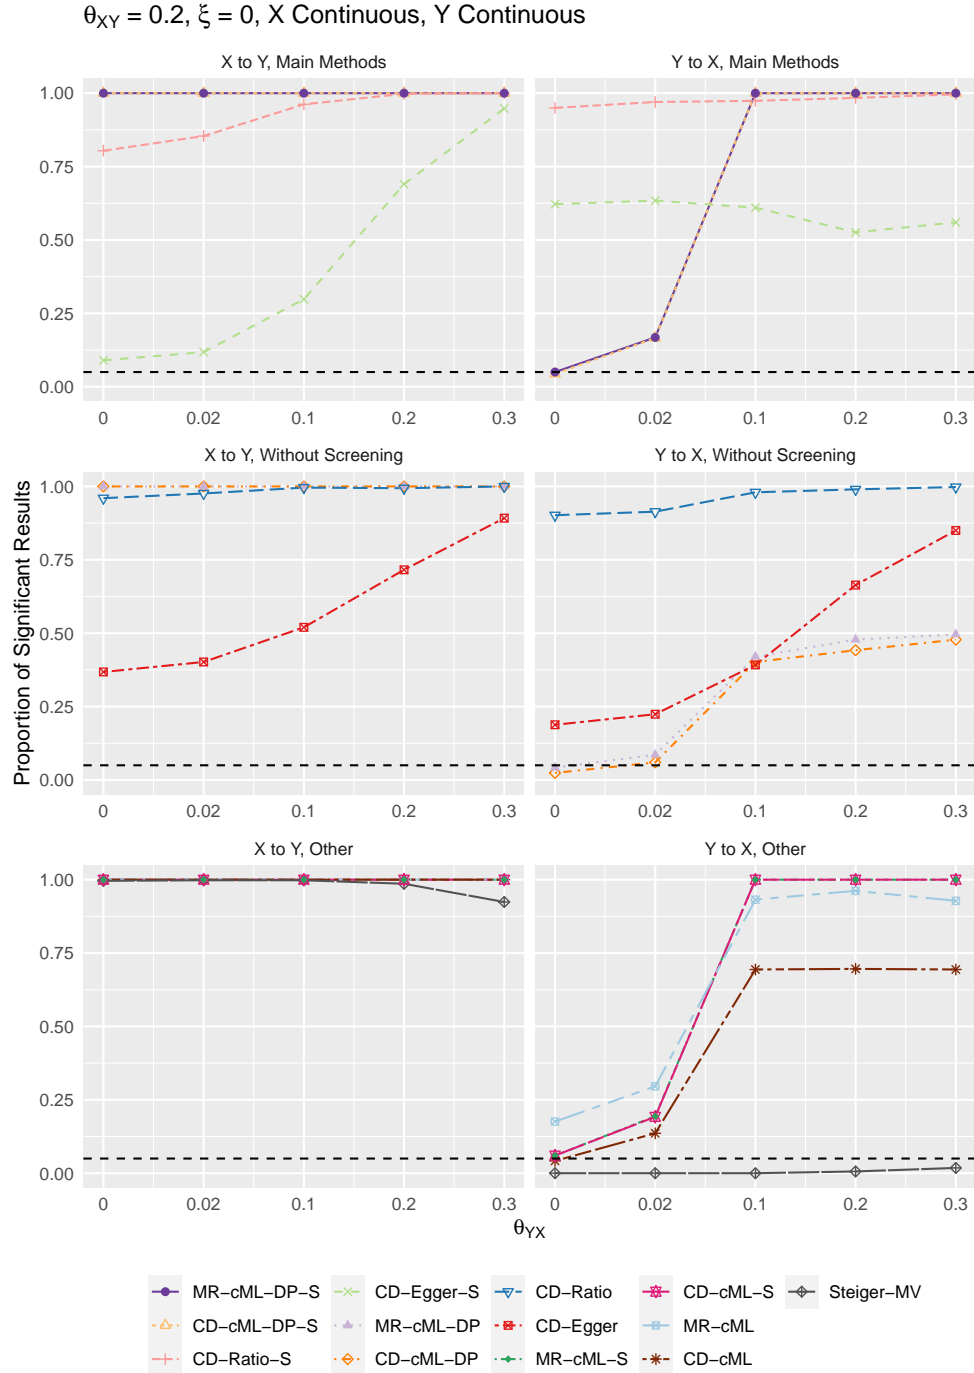 θXY = 0.2, ξ = 0, X Continuous, Y Continuous
X to Y, Main Methods
Y to X, Main Methods
1.00
0.75
0.50
0.25
0.00
0 0.02 0.1 0.2 0.3
0 0.02 0.1 0.2 0.3
X to Y, Without Screening
Y to X, Without Screening
Proportion of Significant Results
1.00
0.75
0.50
0.25
0.00
0 0.02 0.1 0.2 0.3
0 0.02 0.1 0.2 0.3
X to Y, Other
Y to X, Other
1.00
0.75
0.50
0.25
0.00
0 0.02 0.1 0.2 0.3
0 0.02 0.1 0.2 0.3
θYX
MR−cML−DP−S CD−Egger−S CD−Ratio CD−cML−S Steiger−MV
CD−cML−DP−S MR−cML−DP CD−Egger MR−cML
CD−Ratio−S CD−cML−DP MR−cML−S CD−cML